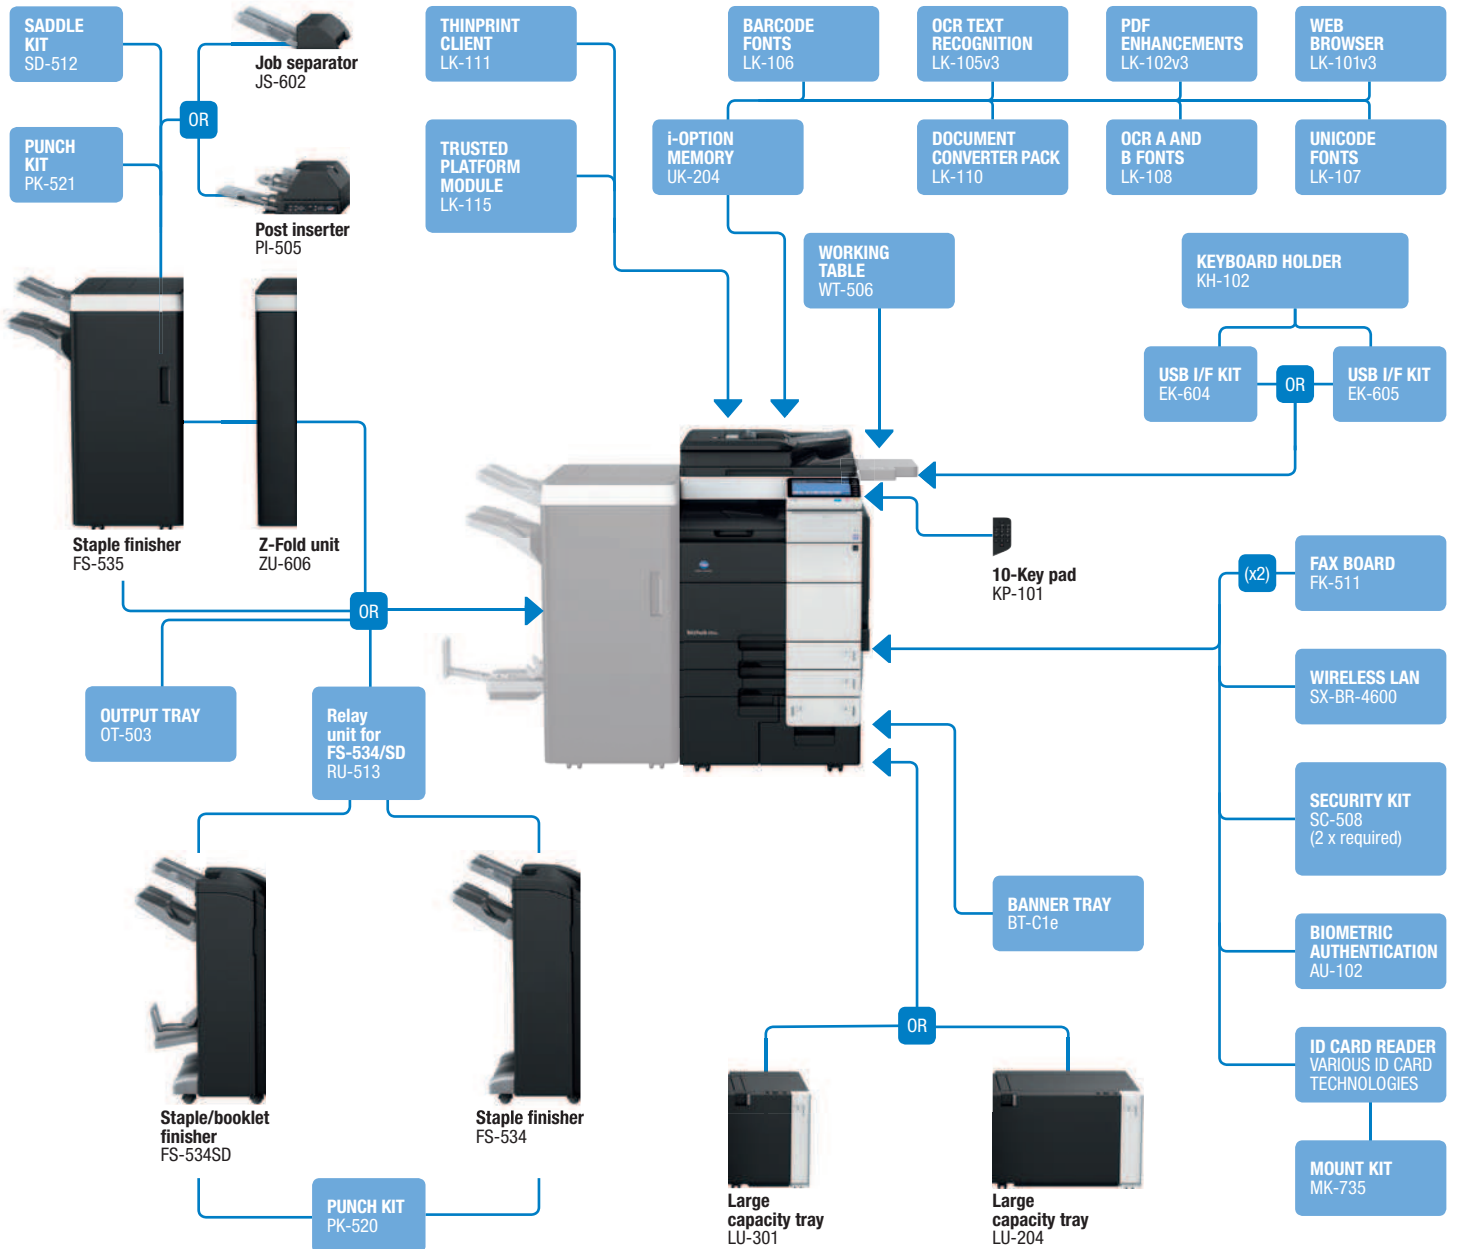 SADDLE
KIT
SD-512
Job separator
JS-602
OR
PUNCH
KIT
PK-521
Post inserter
PI-505
THINPRINT
CLIENT
LK-111
TRUSTED
PLATFORM
MODULE
LK-115
BARCODE
FONTS
LK-106
OCR TEXT
RECOGNITION
LK-105v3
PDF
ENHANCEMENTS
LK-102v3
WEB
BROWSER
LK-101v3
i-OPTION
MEMORY
UK-204
DOCUMENT
CONVERTER PACK
LK-110
OCR A AND
B FONTS
LK-108
UNICODE
FONTS
LK-107
WORKING
TABLE
WT-506
KEYBOARD HOLDER
KH-102
USB I/F KIT
EK-604
OR
USB I/F KIT
EK-605
Staple finisher
FS-535
Z-Fold unit
ZU-606
10-Key pad
KP-101
(x2)
FAX BOARD
FK-511
OR
OUTPUT TRAY
OT-503
Relay
unit for
FS-534/SD
RU-513
WIRELESS LAN
SX-BR-4600
SECURITY KIT
SC-508
(2 x required)
BANNER TRAY
BT-C1e
BIOMETRIC
AUTHENTICATION
AU-102
OR
ID CARD READER
VARIOUS ID CARD
TECHNOLOGIES
Staple/booklet
finisher
FS-534SD
Staple finisher
FS-534
PUNCH KIT
PK-520
Large
capacity tray
LU-301
Large
capacity tray
LU-204
MOUNT KIT
MK-735